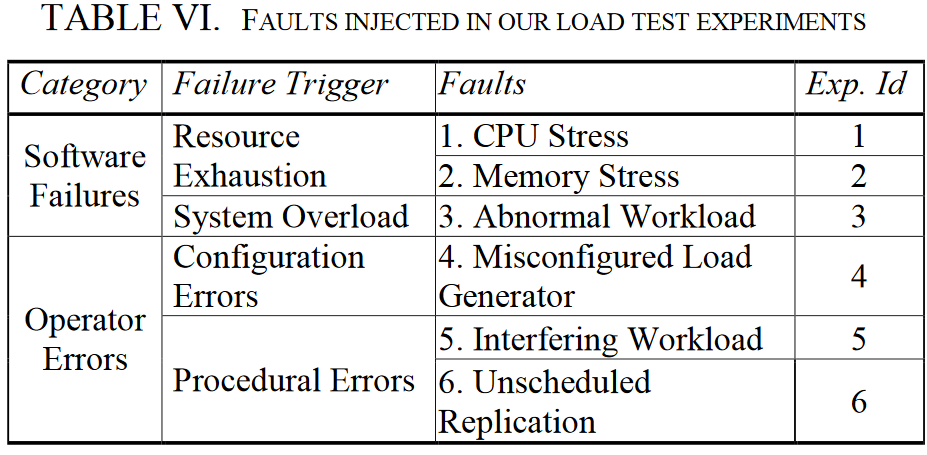 TABLE VI. FAULTS INJECTED IN OUR LOAD TEST EXPERIMENTS
Category Failure Trigger Faults Exp. Id
Software Failures
Resource Exhaustion
1. CPU Stress 1
2. Memory Stress 2
System Overload 3. Abnormal Workload 3
Operator Errors
Configuration Errors
4. Misconfigured Load Generator 4
Procedural Errors
5. Interfering Workload 5
6. Unscheduled Replication 6